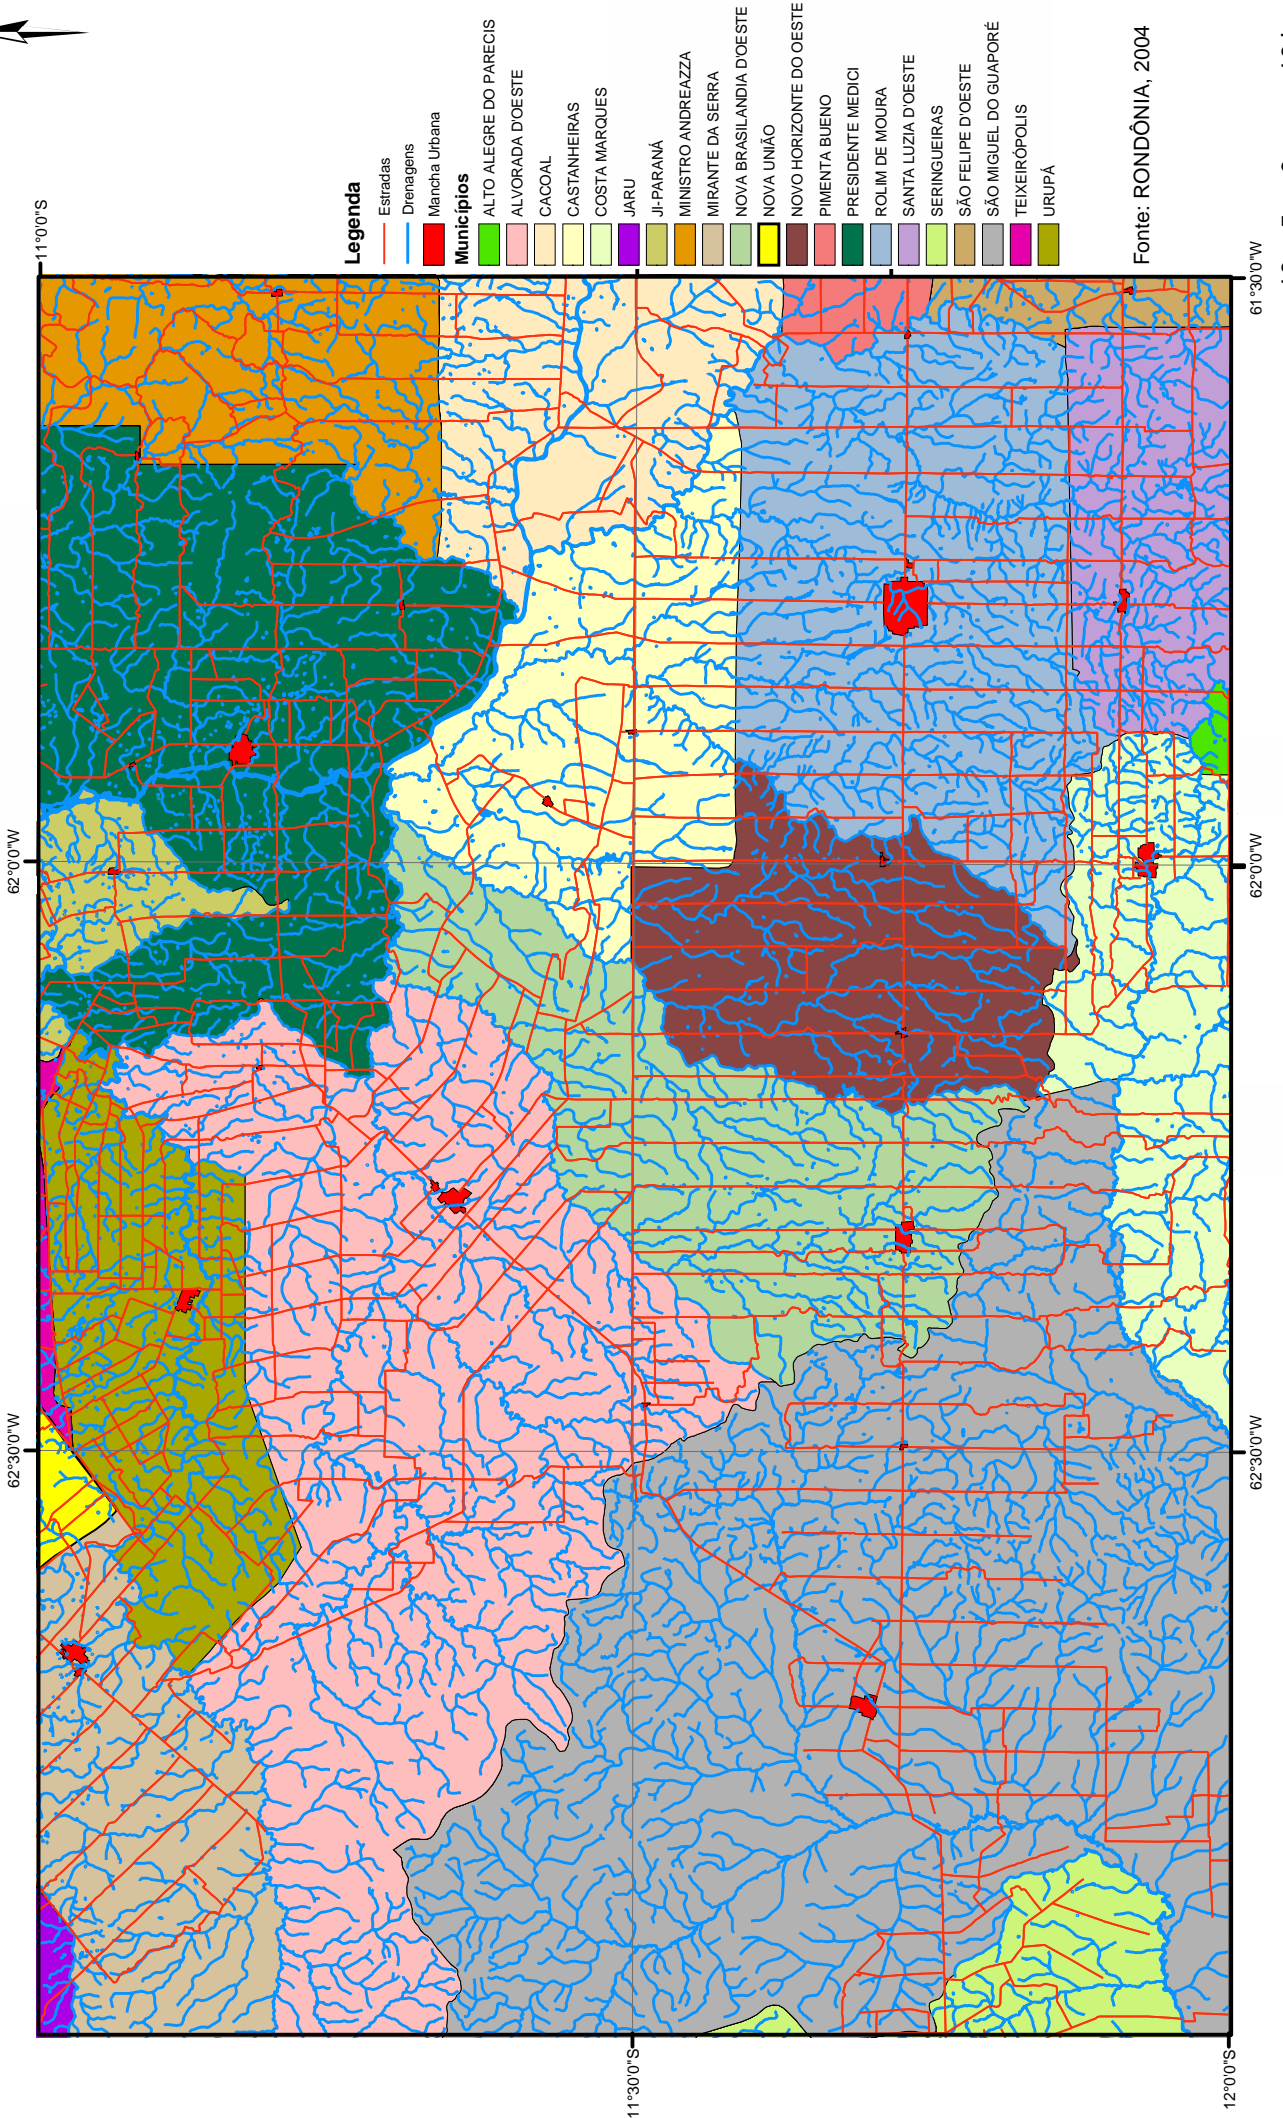 11°0'0"S
11°30'0"S
12°0'0"S
62°30'0"W
62°0'0"W
62°30'0"W
62°0'0"W
61°30'0"W
Legenda
Estradas
Drenagens
Mancha Urbana
Municípios
ALTO ALEGRE DO PARECIS
ALVORADA D'OESTE
CACOAL
CASTANHEIRAS
COSTA MARQUES
JARU
JI-PARANÁ
MINISTRO ANDREAZZA
MIRANTE DA SERRA
NOVA BRASILANDIA D'OESTE
NOVA UNIÃO
NOVO HORIZONTE DO OESTE
PIMENTA BUENO
PRESIDENTE MEDICI
ROLIM DE MOURA
SANTA LUZIA D'OESTE
SERINGUEIRAS
SÃO FELIPE D'OESTE
SÃO MIGUEL DO GUAPORÉ
TEIXEIRÓPOLIS
URUPÁ
Fonte: RONDÔNIA, 2004